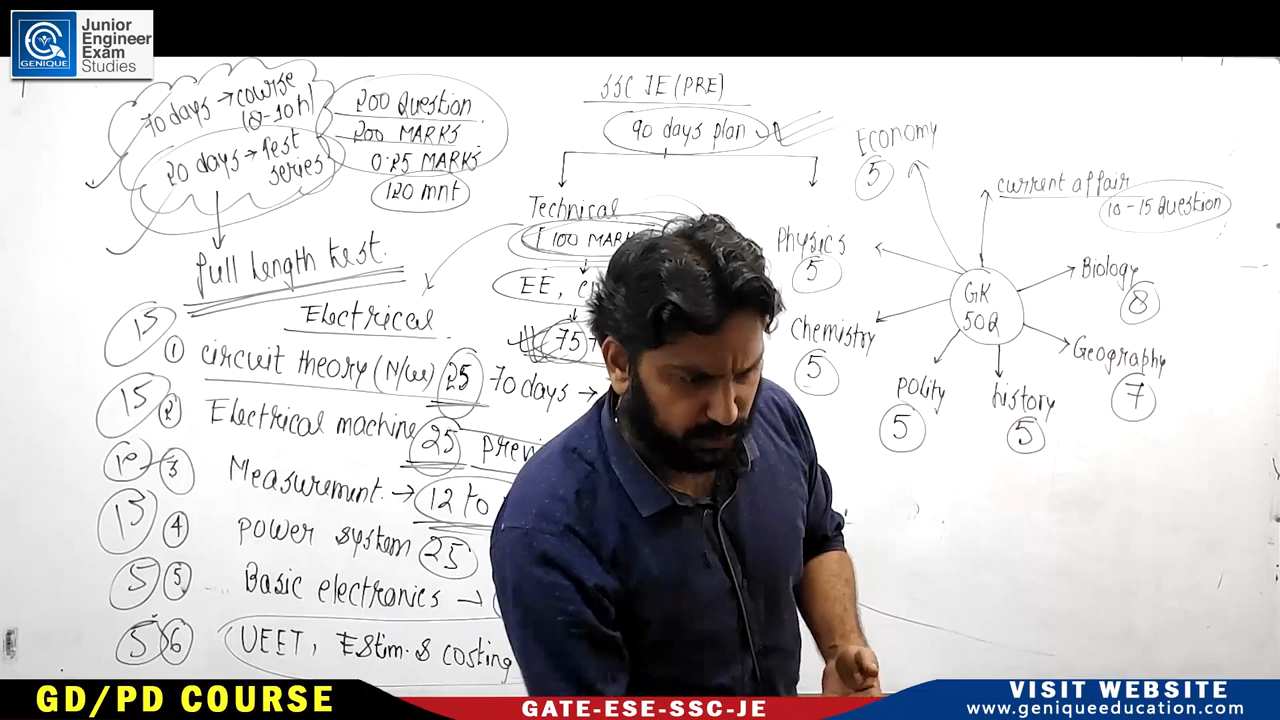 Junior
Engineer
Exam
Studies
GENIQUE
70 days → course
(8-10h)
20 days → Test
series
full length test.
200 Question
200 MARKS
0.25 MARKS
120 mnt
SSC JE (PRE)
90 days plan
Technical
100 MAR
EE,
75
70 days →
Electrical
15
1 circuit theory (N/w) 25
15
2 Electrical machine 25
10
3 Measurement → 12 to
15
4 power system 25
5
5 Basic electronics →
5
6 UEET, Estim. & costing
Economy
5
current affair
10-15 Question
Physics
5
Biology
8
GK
50Q
Chemistry
5
Geography
7
polity
5
history
5
GD/PD COURSE
GATE-ESE-SSC-JE
VISIT WEBSITE
www.geniqueeducation.com